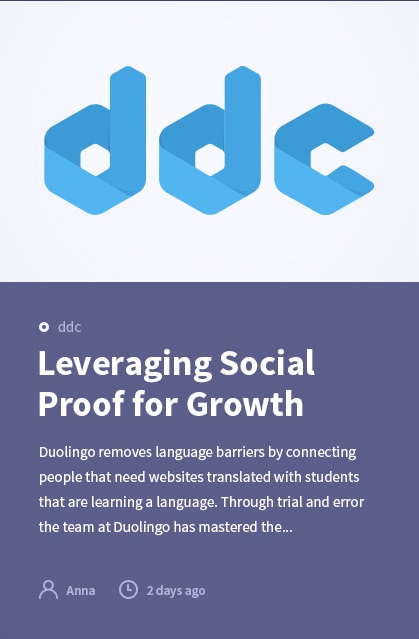 ddc
ddc
Leveraging Social
Proof for Growth
Duolingo removes language barriers by connecting
people that need websites translated with students
that are learning a language. Through trial and error
the team at Duolingo has mastered the...
Anna 2 days ago